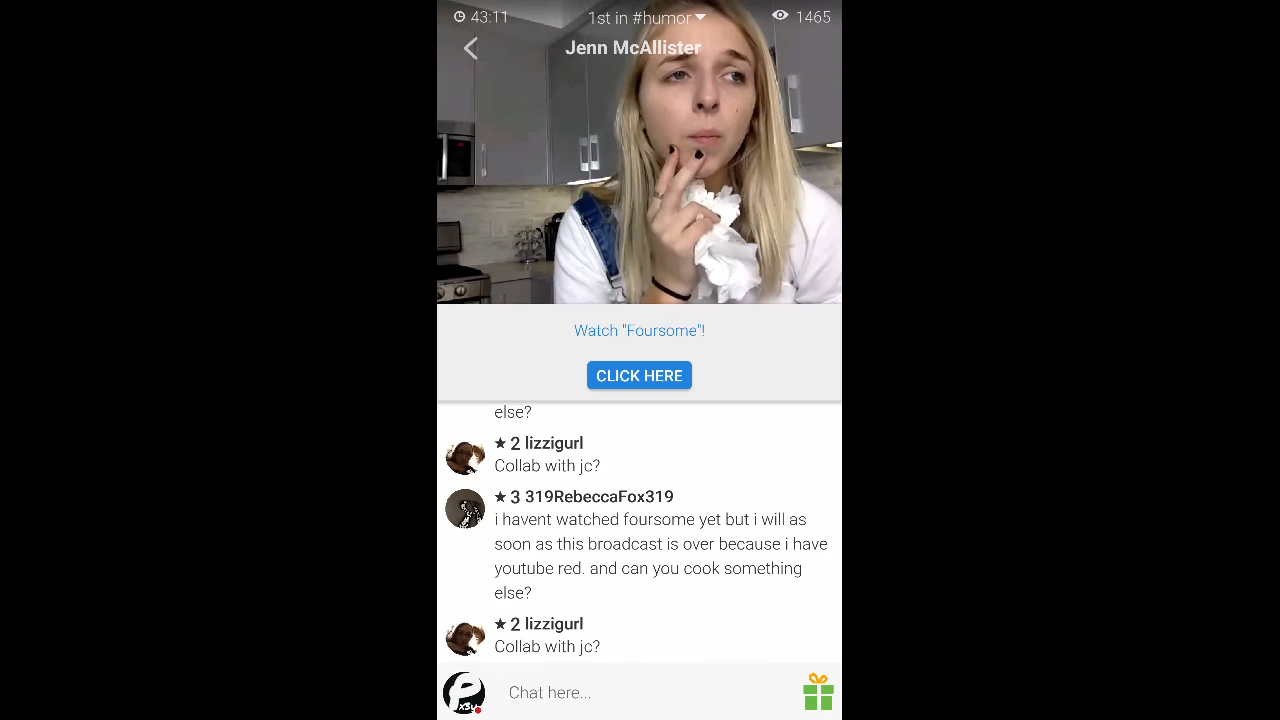 43:11
1st in #humor
1465
Jenn McAllister
Watch "Foursome"!
CLICK HERE
else?
★ 2 lizzigurl
Collab with jc?
★ 3 319RebeccaFox319
i havent watched foursome yet but i will as
soon as this broadcast is over because i have
youtube red. and can you cook something
else?
★ 2 lizzigurl
Collab with jc?
Chat here...